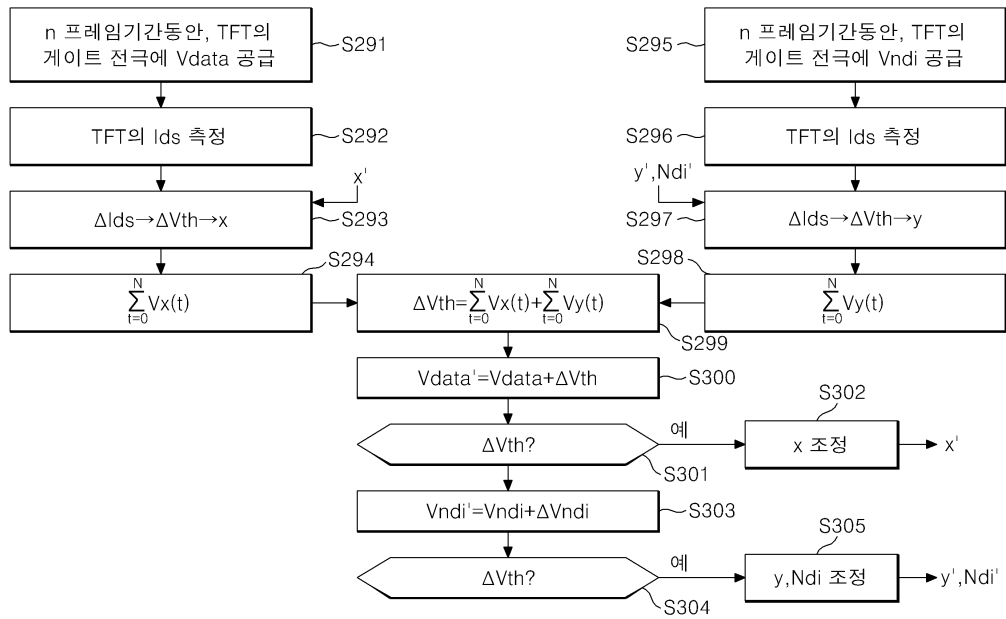 n 프레임기간동안, TFT의
게이트 전극에 Vdata 공급
S291
TFT의 Ids 측정
S292
x'
ΔIds→ΔVth→x
S293
N
∑Vx(t)
t=0
S294
n 프레임기간동안, TFT의
게이트 전극에 Vndi 공급
S295
TFT의 Ids 측정
S296
y',Ndi'
ΔIds→ΔVth→y
S297
N
∑Vy(t)
t=0
S298
N N
ΔVth=∑Vx(t)+∑Vy(t)
t=0 t=0
S299
Vdata'=Vdata+ΔVth
S300
ΔVth?
S301
예
x 조정
S302
x'
Vndi'=Vndi+ΔVndi
S303
ΔVth?
S304
예
y,Ndi 조정
S305
y',Ndi'